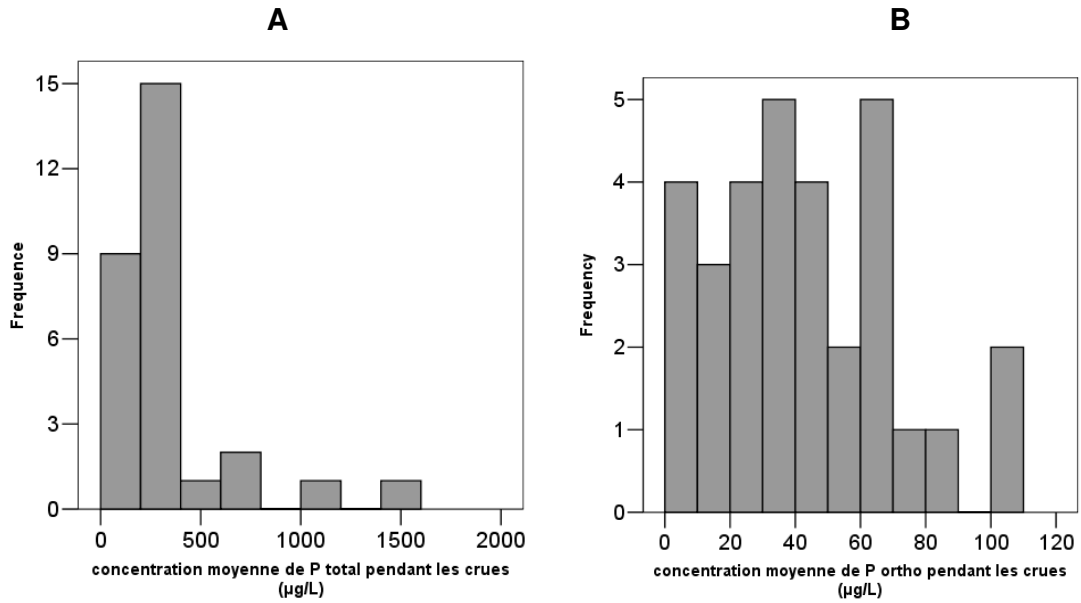 A
B
15
12
9
6
3
0
Frequence
0 500 1000 1500 2000
concentration moyenne de P total pendant les crues
(µg/L)
5
4
3
2
1
0
Frequency
0 20 40 60 80 100 120
concentration moyenne de P ortho pendant les crues
(µg/L)